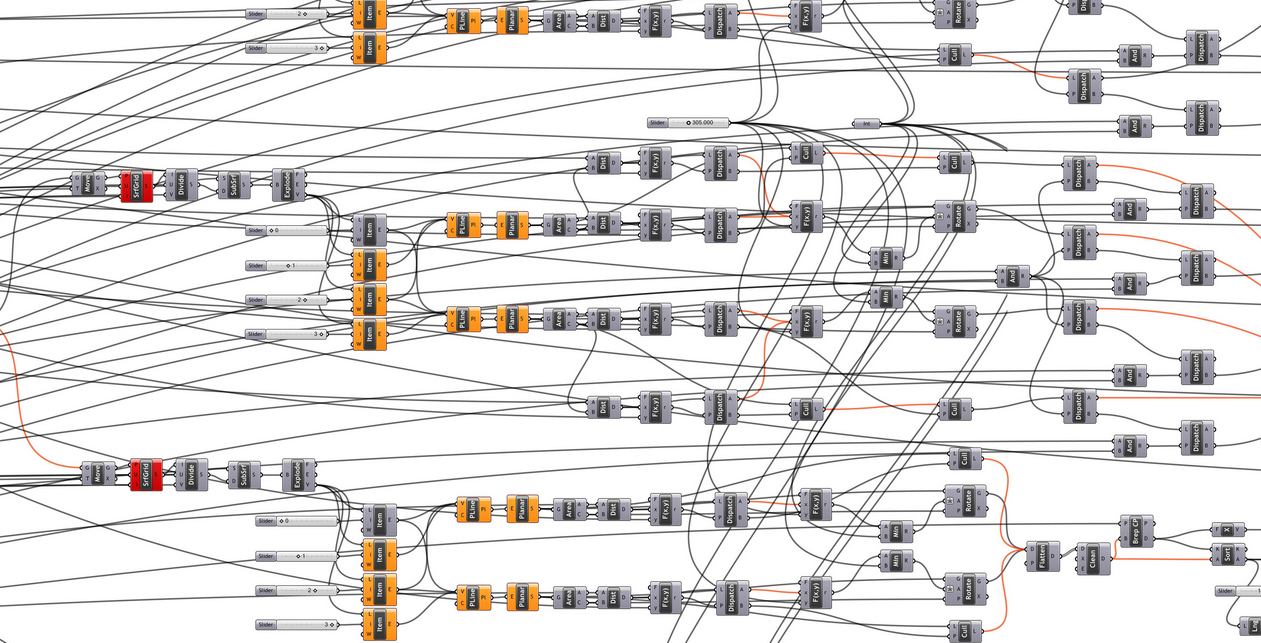 Slider 2
Item
PLine
Planar
Area
Dist
F(x,y)
Dispatch
F(x,y)
Rotate
Slider 3
Item
Cull
And
Dispatch
Dispatch
Dispatch
Slider 305.000
Int
And
Dist
F(x,y)
Dispatch
Cull
Cull
Dispatch
Move
SrfGrid
Divide
SubSrf
Explode
And
Dispatch
Slider 0
Item
PLine
Planar
Area
Dist
F(x,y)
Dispatch
F(x,y)
Rotate
Dispatch
Slider 1
Item
Min
And
And
Dispatch
Slider 2
Item
Min
Slider 3
Item
PLine
Planar
Area
Dist
F(x,y)
Dispatch
F(x,y)
Rotate
Dispatch
And
Dispatch
Dist
F(x,y)
Dispatch
Cull
Cull
Dispatch
And
Dispatch
Move
SrfGrid
Divide
SubSrf
Explode
Cull
Slider 0
Item
PLine
Planar
Area
Dist
F(x,y)
Dispatch
F(x,y)
Rotate
Min
Brep CP
X
Slider 1
Item
Min
Flatten
Clean
Sort
Slider 2
Item
PLine
Planar
Area
Dist
F(x,y)
Dispatch
F(x,y)
Rotate
Slider
Slider 3
Item
Cull
Lng